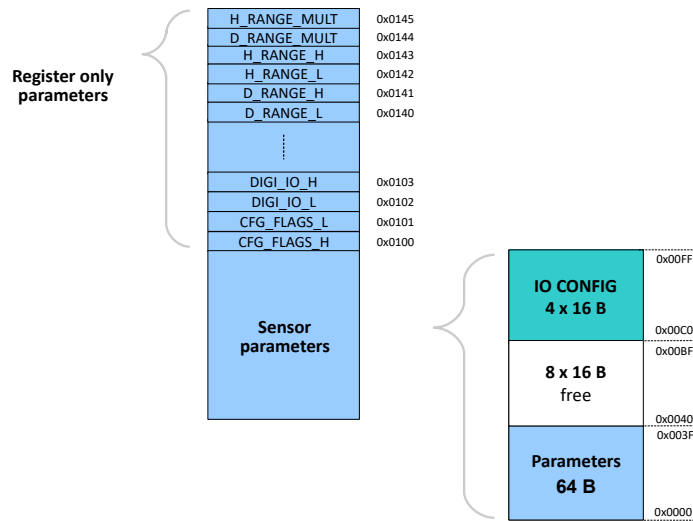 H_RANGE_MULT 0x0145
D_RANGE_MULT 0x0144
H_RANGE_H 0x0143
H_RANGE_L 0x0142
D_RANGE_H 0x0141
D_RANGE_L 0x0140
Register only
parameters
DIGI_IO_H 0x0103
DIGI_IO_L 0x0102
CFG_FLAGS_L 0x0101
CFG_FLAGS_H 0x0100
Sensor
parameters
0x00FF
IO CONFIG
4 x 16 B
0x00C0
0x00BF
8 x 16 B
free
0x0040
0x003F
Parameters
64 B
0x0000